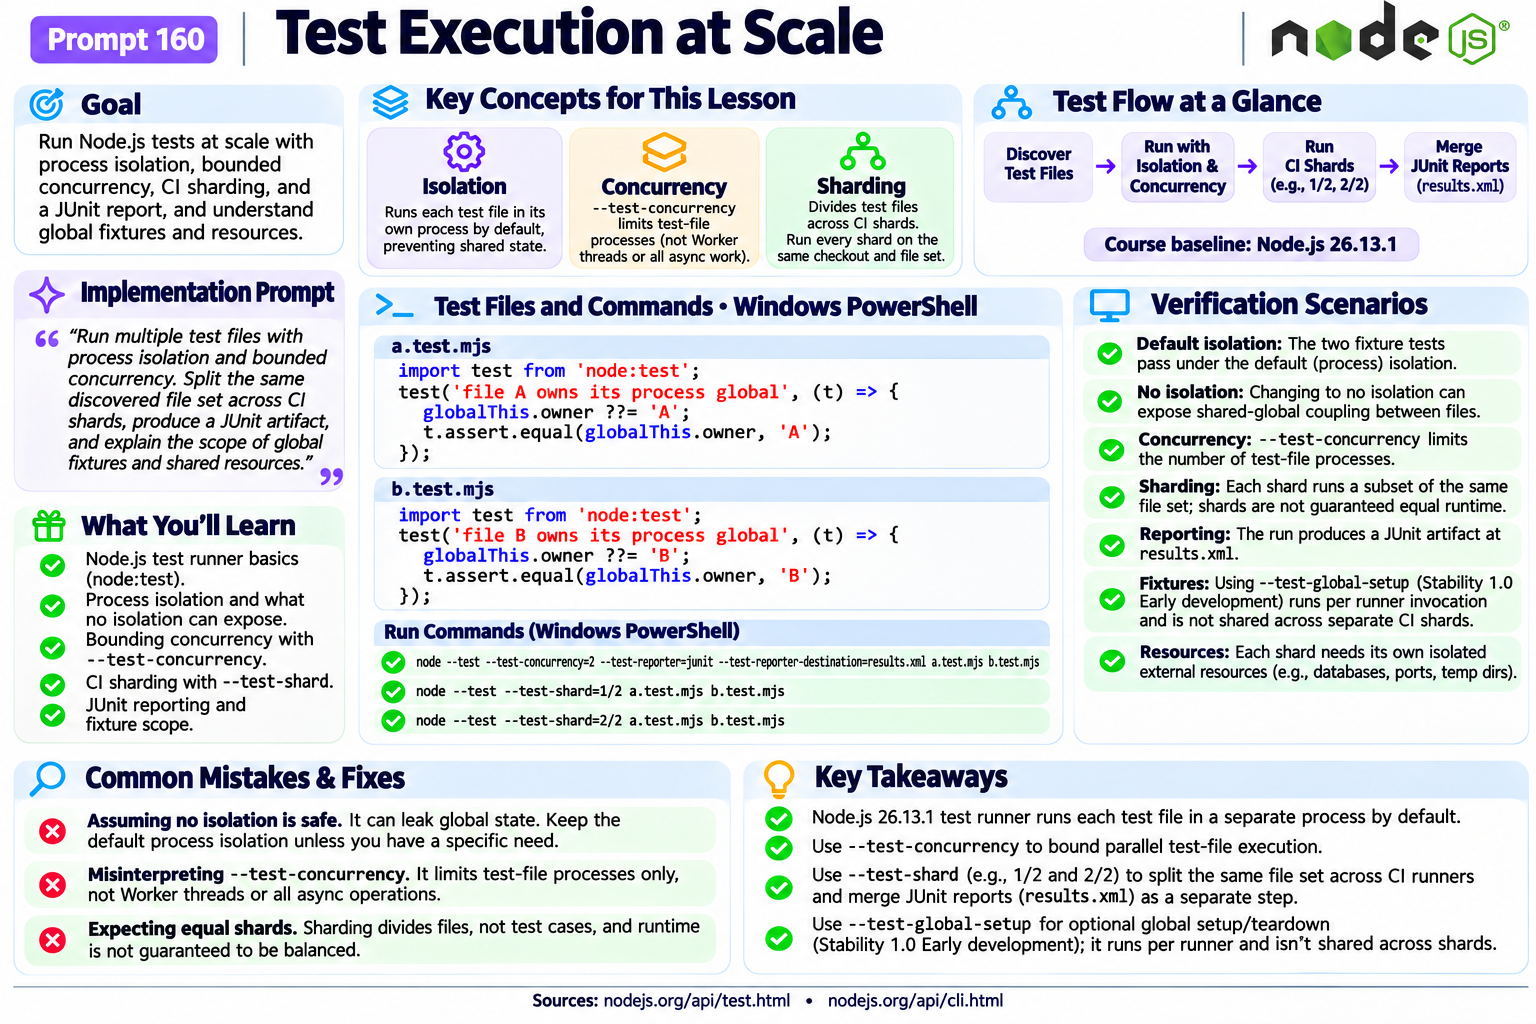 Prompt 160
Test Execution at Scale
node JS ®
Goal
Run Node.js tests at scale with
process isolation, bounded
concurrency, CI sharding, and
a JUnit report, and understand
global fixtures and resources.
Key Concepts for This Lesson
Isolation
Runs each test file in its
own process by default,
preventing shared state.
Concurrency
--test-concurrency
limits test-file
processes (not Worker
threads or all async work).
Sharding
Divides test files
across CI shards.
Run every shard on the
same checkout and file set.
Test Flow at a Glance
Discover
Test Files
Run with
Isolation &
Concurrency
Run
CI Shards
(e.g., 1/2, 2/2)
Merge
JUnit Reports
(results.xml)
Course baseline: Node.js 26.13.1
Implementation Prompt
“Run multiple test files with
process isolation and bounded
concurrency. Split the same
discovered file set across CI
shards, produce a JUnit artifact,
and explain the scope of global
fixtures and shared resources.”
What You’ll Learn
Node.js test runner basics
(node:test).
Process isolation and what
no isolation can expose.
Bounding concurrency with
--test-concurrency.
CI sharding with --test-shard.
JUnit reporting and
fixture scope.
Test Files and Commands • Windows PowerShell
a.test.mjs
import test from 'node:test';
test('file A owns its process global', (t) => {
globalThis.owner ??= 'A';
t.assert.equal(globalThis.owner, 'A');
});
b.test.mjs
import test from 'node:test';
test('file B owns its process global', (t) => {
globalThis.owner ??= 'B';
t.assert.equal(globalThis.owner, 'B');
});
Run Commands (Windows PowerShell)
node --test --test-concurrency=2 --test-reporter=junit --test-reporter-destination=results.xml a.test.mjs b.test.mjs
node --test --test-shard=1/2 a.test.mjs b.test.mjs
node --test --test-shard=2/2 a.test.mjs b.test.mjs
Verification Scenarios
Default isolation: The two fixture tests
pass under the default (process) isolation.
No isolation: Changing to no isolation can
expose shared-global coupling between files.
Concurrency: --test-concurrency limits
the number of test-file processes.
Sharding: Each shard runs a subset of the same
file set; shards are not guaranteed equal runtime.
Reporting: The run produces a JUnit artifact at
results.xml.
Fixtures: Using --test-global-setup (Stability 1.0
Early development) runs per runner invocation
and is not shared across separate CI shards.
Resources: Each shard needs its own isolated
external resources (e.g., databases, ports, temp dirs).
Common Mistakes & Fixes
Assuming no isolation is safe. It can leak global state. Keep the
default process isolation unless you have a specific need.
Misinterpreting --test-concurrency. It limits test-file processes only,
not Worker threads or all async operations.
Expecting equal shards. Sharding divides files, not test cases, and runtime
is not guaranteed to be balanced.
Key Takeaways
Node.js 26.13.1 test runner runs each test file in a separate process by default.
Use --test-concurrency to bound parallel test-file execution.
Use --test-shard (e.g., 1/2 and 2/2) to split the same file set across CI runners
and merge JUnit reports (results.xml) as a separate step.
Use --test-global-setup for optional global setup/teardown
(Stability 1.0 Early development); it runs per runner and isn’t shared across shards.
Sources: nodejs.org/api/test.html • nodejs.org/api/cli.html